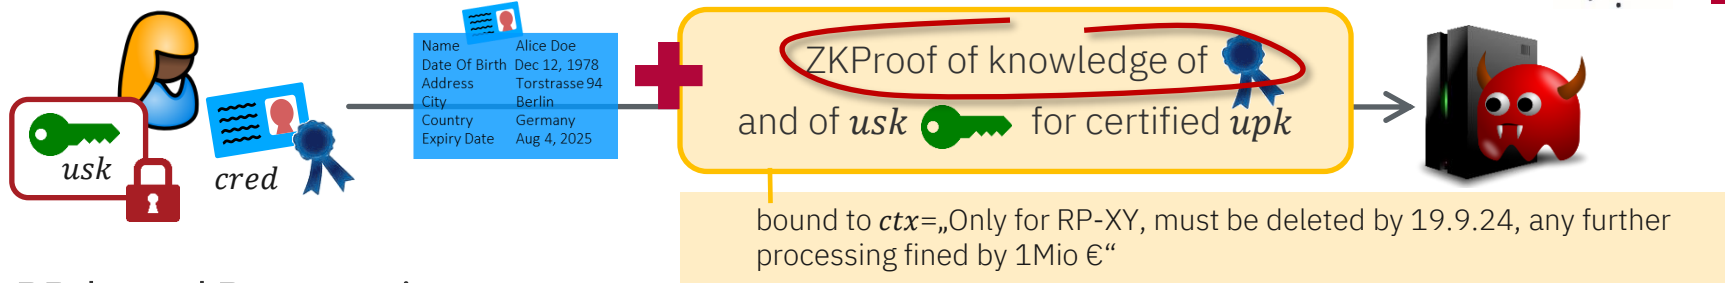 Name Alice Doe
Date Of Birth Dec 12, 1978
Address Torstrasse 94
City Berlin
Country Germany
Expiry Date Aug 4, 2025
usk
cred
ZKProof of knowledge of
and of usk for certified upk
bound to ctx=„Only for RP-XY, must be deleted by 19.9.24, any further
processing fined by 1Mio €“